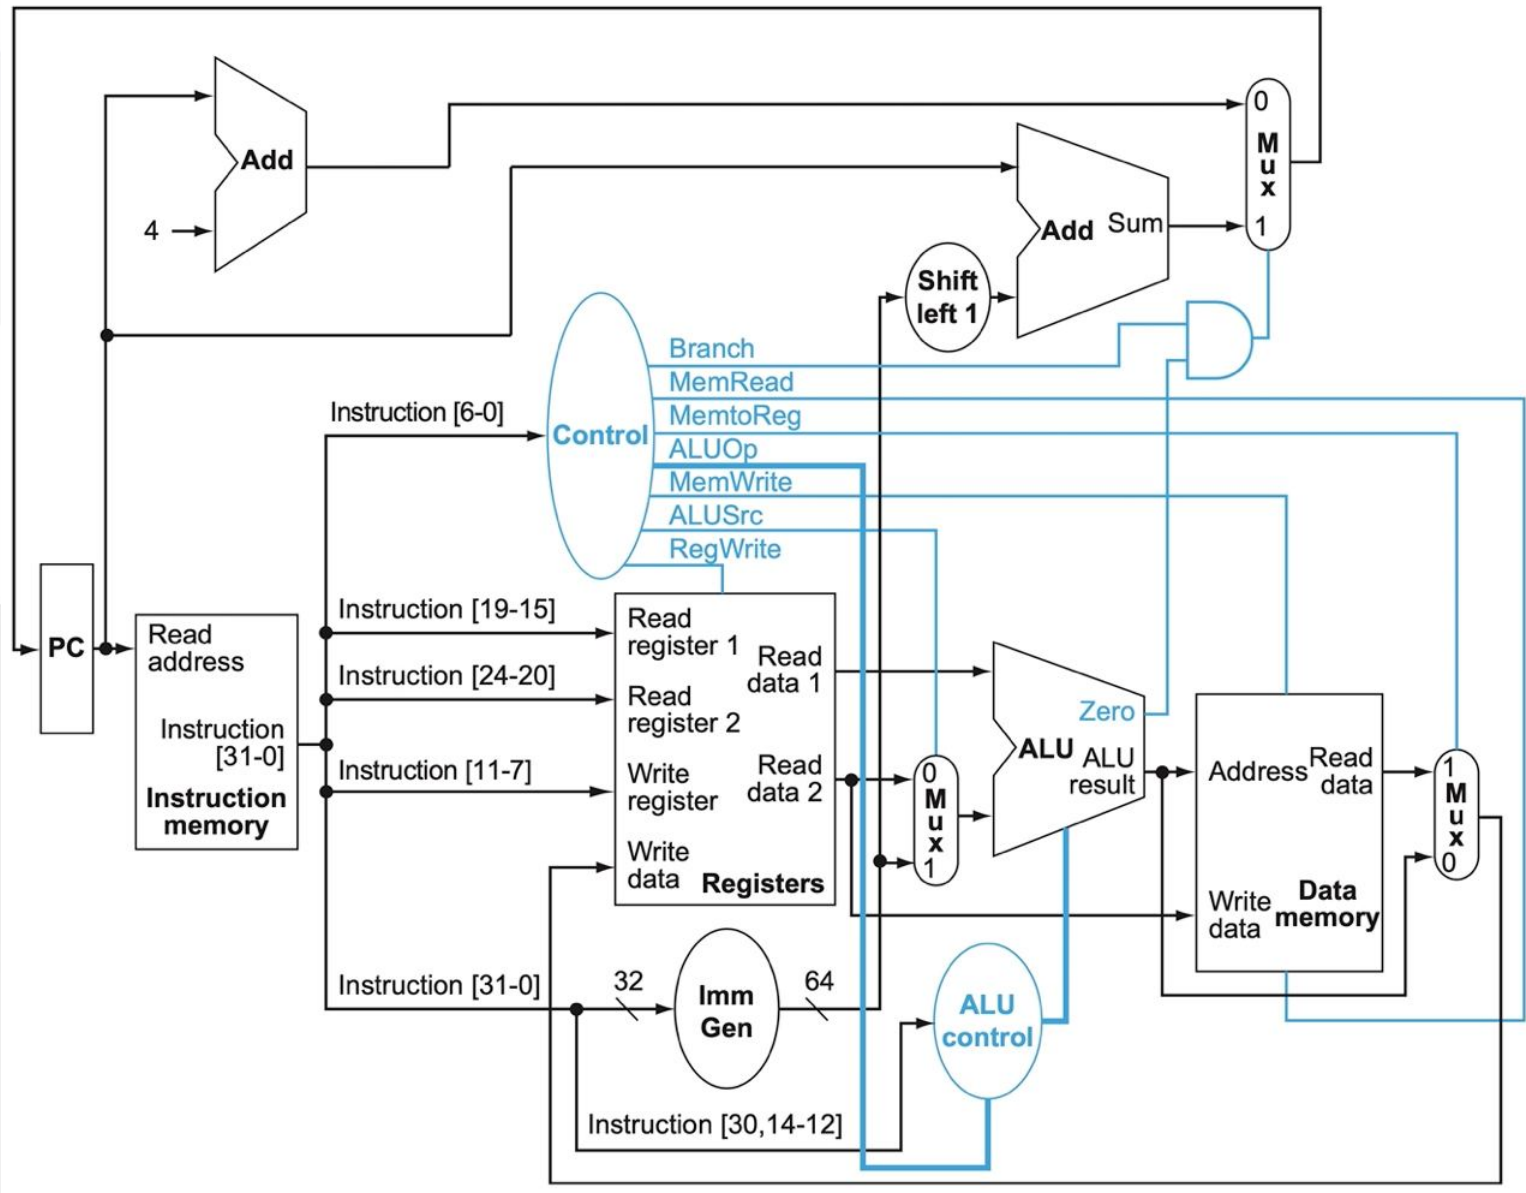 Add
4
0
M
u
x
1
Add Sum
Shift
left 1
Branch
MemRead
MemtoReg
ALUOp
MemWrite
ALUSrc
RegWrite
Control
Instruction [6-0]
Instruction [19-15]
Instruction [24-20]
Instruction [11-7]
Instruction [31-0]
PC
Read
address
Instruction
[31-0]
Instruction
memory
Read
register 1
Read
data 1
Read
register 2
Write
register
Read
data 2
Write
data
Registers
0
M
u
x
1
Zero
ALU
ALU
result
Address
Read
data
Write
data
Data
memory
1
M
u
x
0
32
Imm
Gen
64
ALU
control
Instruction [30,14-12]